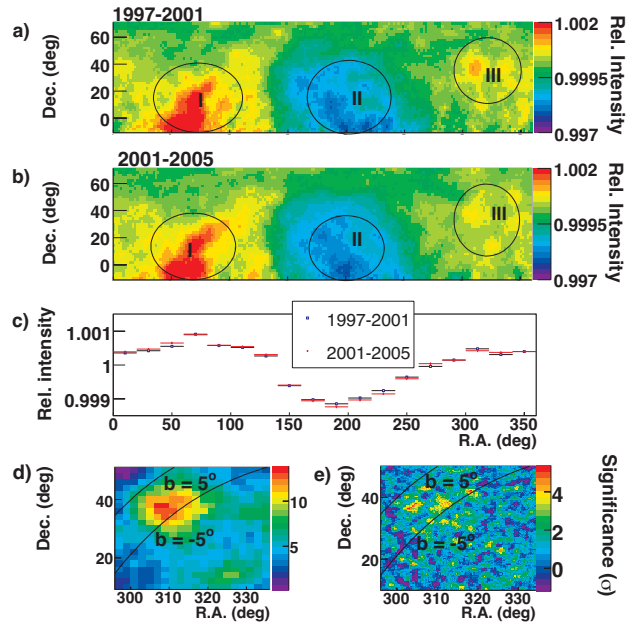 1997-2001
a)
Dec. (deg)
60
40
20
0
I
II
III
1.002
0.9995
0.997
Rel. Intensity
2001-2005
b)
Dec. (deg)
60
40
20
0
I
II
III
1.002
0.9995
0.997
Rel. Intensity
c)
Rel. intensity
1.001
1
0.999
1997-2001
2001-2005
0 50 100 150 200 250 300 350
R.A. (deg)
d)
Dec. (deg)
40
20
b = 5°
b = -5°
300 310 320 330
R.A. (deg)
10
5
e)
Dec. (deg)
40
20
b = 5°
b = -5°
300 310 320 330
R.A. (deg)
4
2
0
Significance (σ)